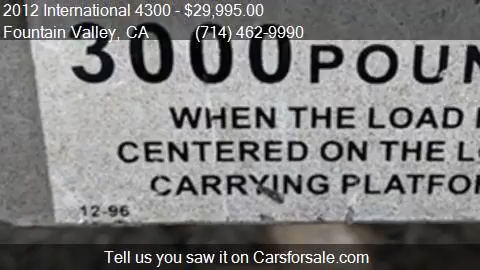 2012 International 4300 - $29,995.00
Fountain Valley, CA (714) 462-9990
3000 POUN
WHEN THE LOAD
CENTERED ON THE
CARRYING PLATFO
12-96
Tell us you saw it on Carsforsale.com